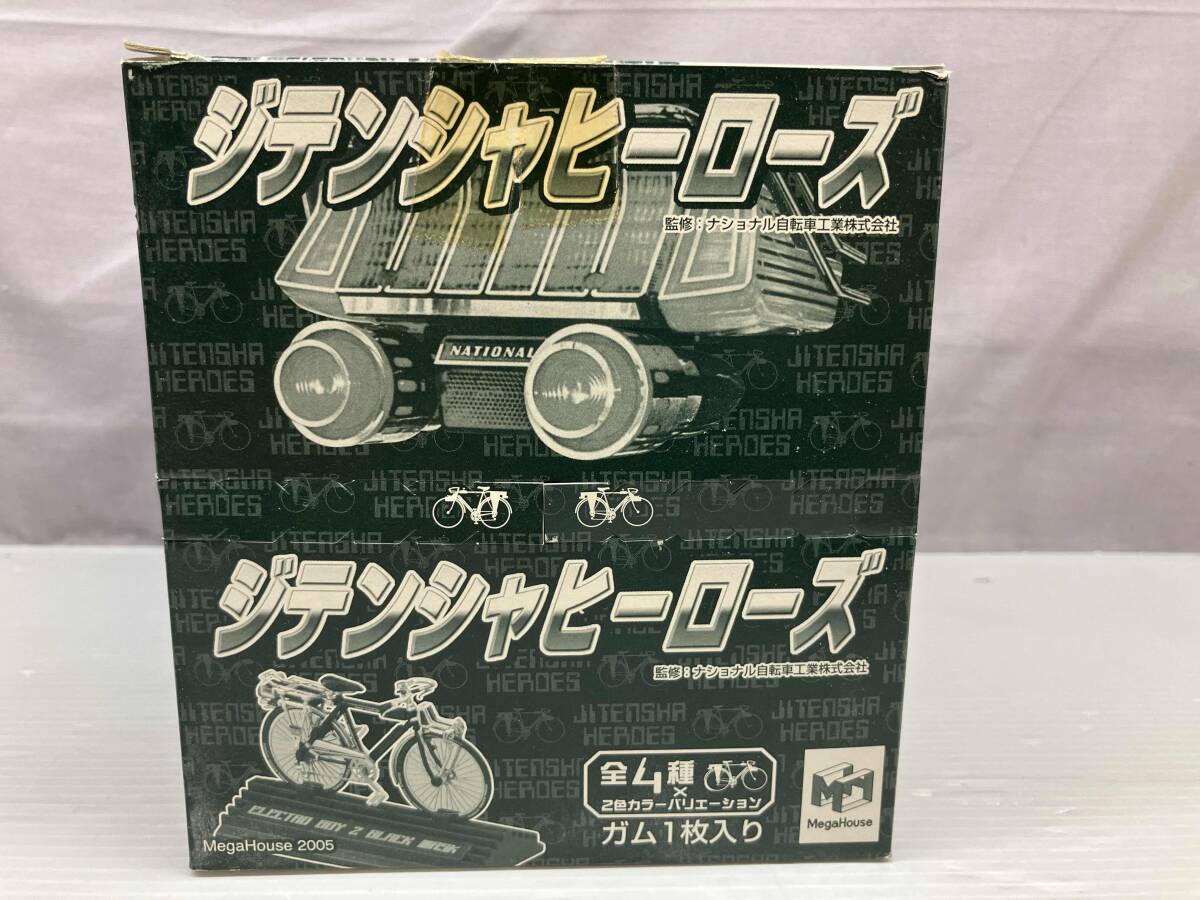 ジテンシャヒーローズ
監修：ナショナル自転車工業株式会社
NATIONAL
JITENSHA
HEROES
ジテンシャヒーローズ
監修：ナショナル自転車工業株式会社
JITENSHA
HEROES
全4種
×
2色カラーバリエーション
ガム1枚入り
MegaHouse
ELECTRO BOY Z BLACK
MegaHouse 2005